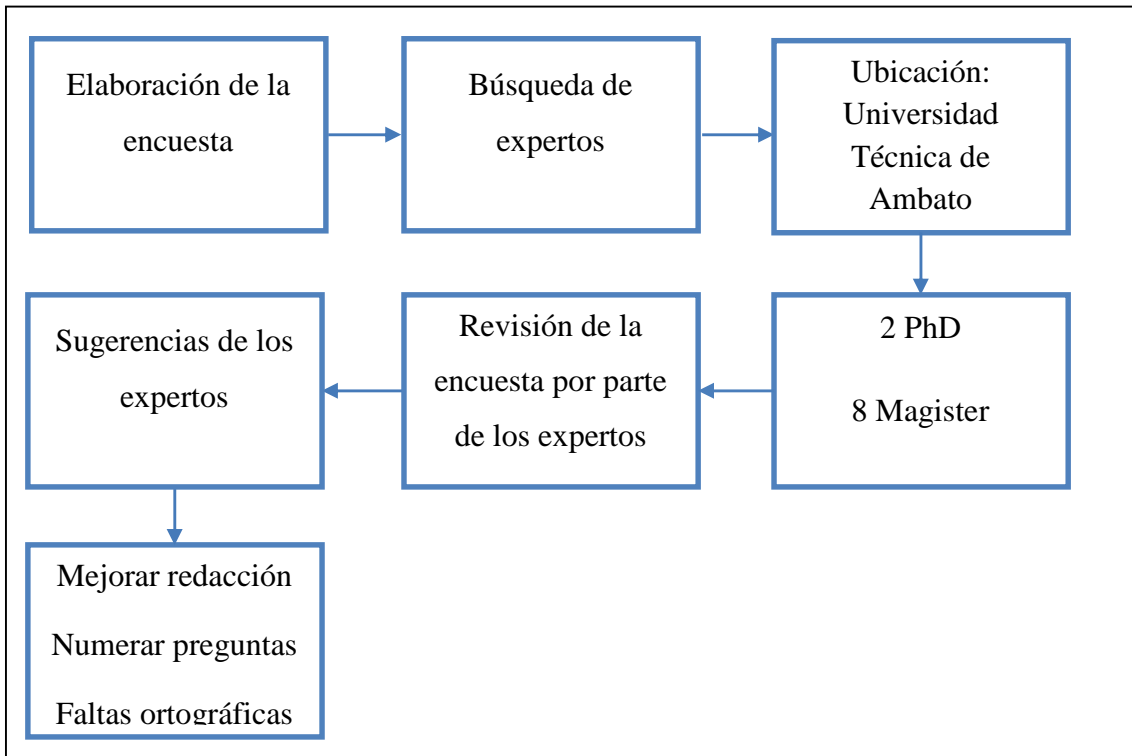 Elaboración de la
encuesta
Búsqueda de
expertos
Ubicación:
Universidad
Técnica de
Ambato
2 PhD
8 Magister
Revisión de la
encuesta por parte
de los expertos
Sugerencias de los
expertos
Mejorar redacción
Numerar preguntas
Faltas ortográficas